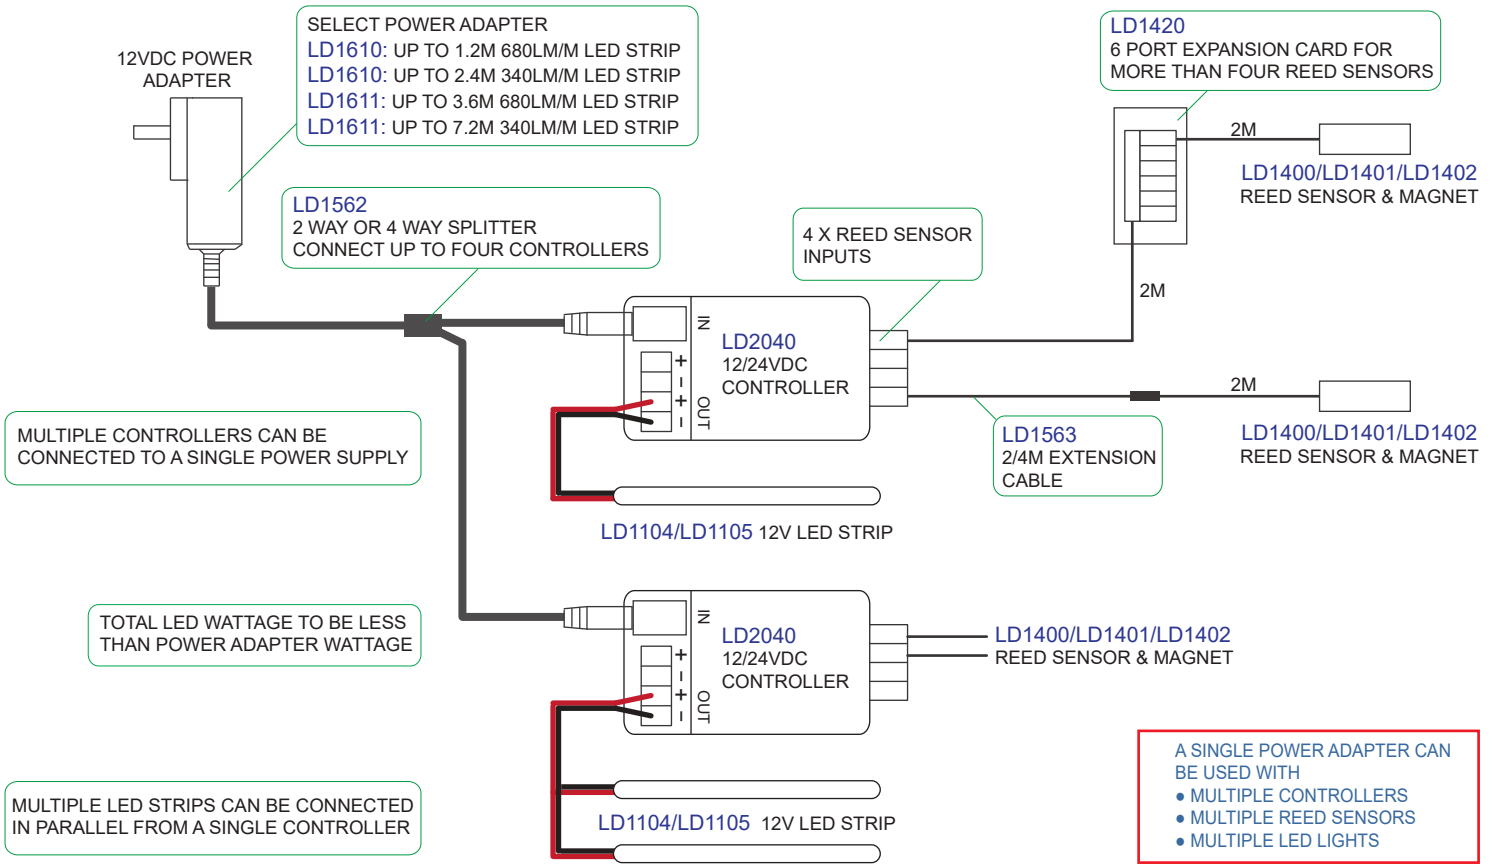 12VDC POWER
ADAPTER
SELECT POWER ADAPTER
LD1610: UP TO 1.2M 680LM/M LED STRIP
LD1610: UP TO 2.4M 340LM/M LED STRIP
LD1611: UP TO 3.6M 680LM/M LED STRIP
LD1611: UP TO 7.2M 340LM/M LED STRIP
LD1420
6 PORT EXPANSION CARD FOR
MORE THAN FOUR REED SENSORS
2M
LD1400/LD1401/LD1402
REED SENSOR & MAGNET
LD1562
2 WAY OR 4 WAY SPLITTER
CONNECT UP TO FOUR CONTROLLERS
4 X REED SENSOR
INPUTS
2M
IN
LD2040
12/24VDC
CONTROLLER
+
-
+
-
OUT
2M
LD1400/LD1401/LD1402
REED SENSOR & MAGNET
LD1563
2/4M EXTENSION
CABLE
MULTIPLE CONTROLLERS CAN BE
CONNECTED TO A SINGLE POWER SUPPLY
LD1104/LD1105 12V LED STRIP
TOTAL LED WATTAGE TO BE LESS
THAN POWER ADAPTER WATTAGE
IN
LD2040
12/24VDC
CONTROLLER
+
-
+
-
OUT
LD1400/LD1401/LD1402
REED SENSOR & MAGNET
MULTIPLE LED STRIPS CAN BE CONNECTED
IN PARALLEL FROM A SINGLE CONTROLLER
LD1104/LD1105 12V LED STRIP
A SINGLE POWER ADAPTER CAN
BE USED WITH
● MULTIPLE CONTROLLERS
● MULTIPLE REED SENSORS
● MULTIPLE LED LIGHTS